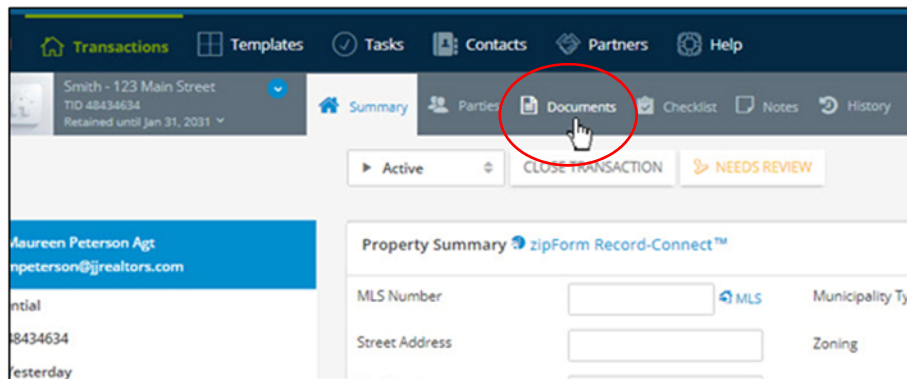 Transactions Templates Tasks Contacts Partners Help
Smith - 123 Main Street
TID 48434634
Retained until Jan 31, 2031
Summary Parties Documents Checklist Notes History
Active CLOSE TRANSACTION NEEDS REVIEW
Maureen Peterson Agt
mpeterson@jjrealtors.com
Property Summary zipForm Record-Connect™
MLS Number MLS Municipality Ty
ntial
Street Address Zoning
48434634
Yesterday